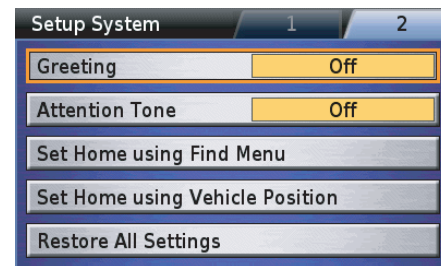 Setup System 1 2
Greeting Off
Attention Tone Off
Set Home using Find Menu
Set Home using Vehicle Position
Restore All Settings